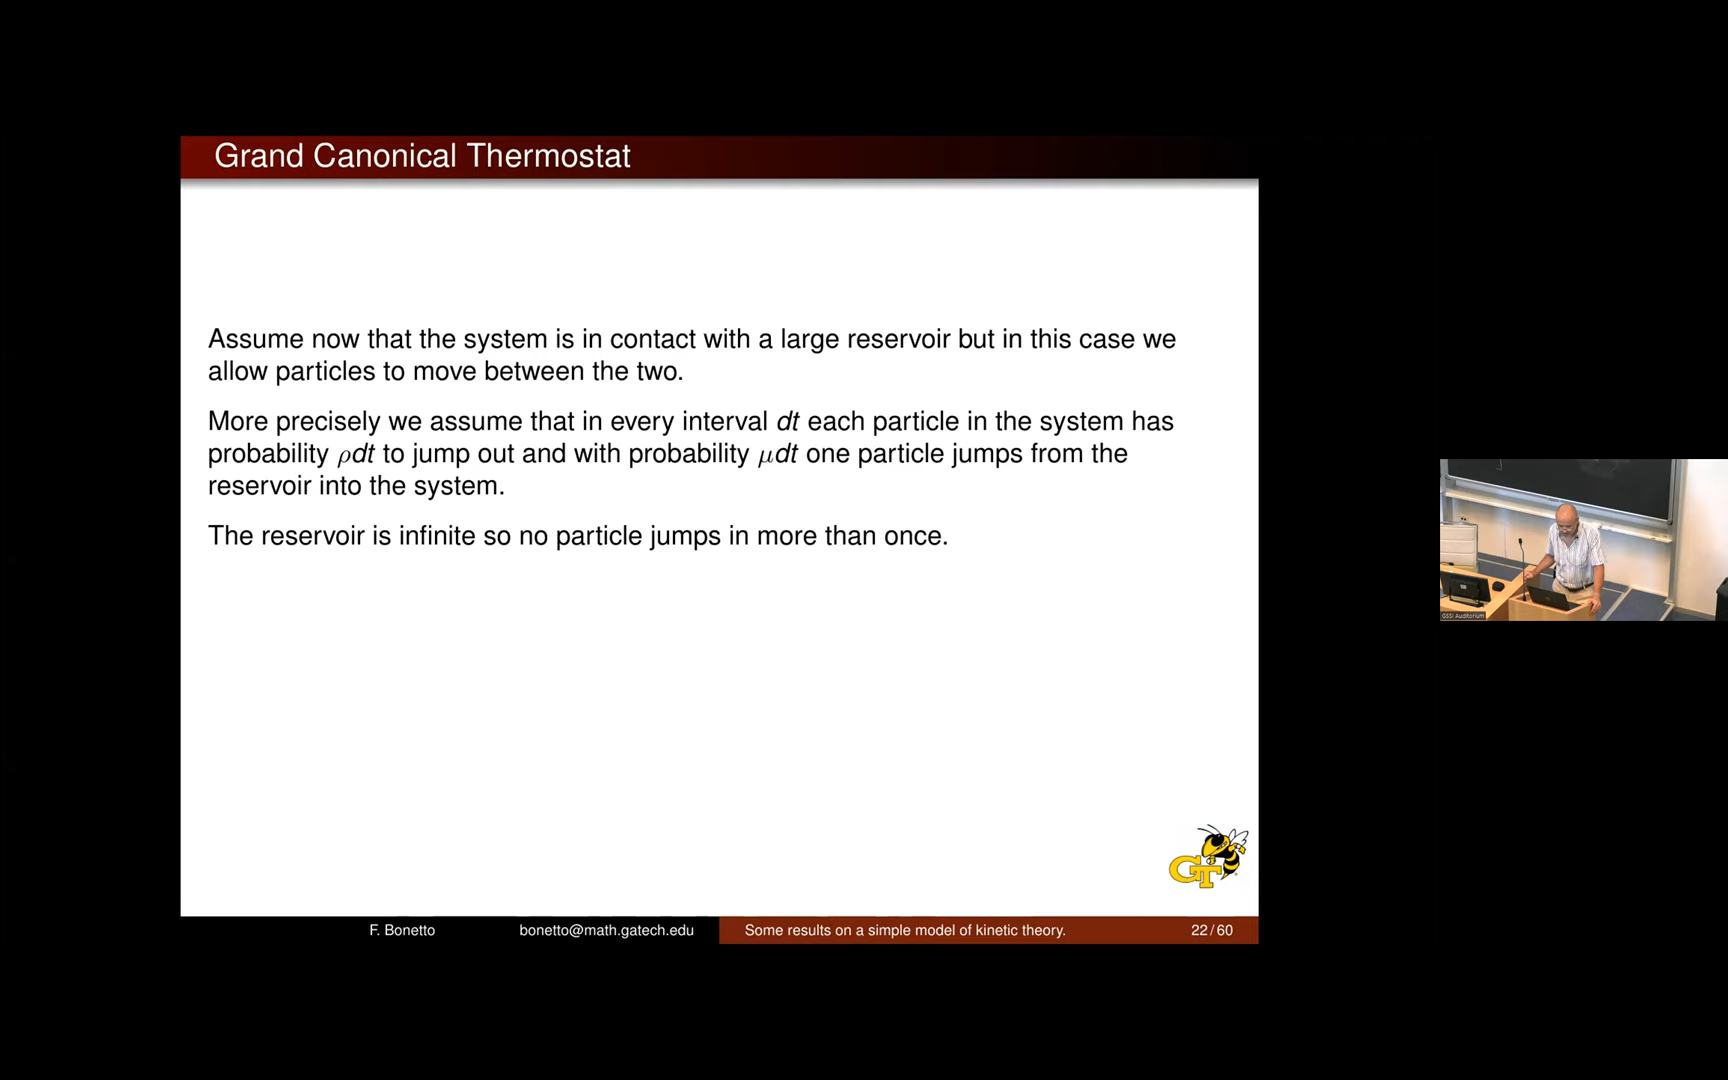 Grand Canonical Thermostat
Assume now that the system is in contact with a large reservoir but in this case we
allow particles to move between the two.
More precisely we assume that in every interval dt each particle in the system has
probability ρdt to jump out and with probability μdt one particle jumps from the
reservoir into the system.
The reservoir is infinite so no particle jumps in more than once.
GT
F. Bonetto bonetto@math.gatech.edu Some results on a simple model of kinetic theory. 22/60
GSSI Auditorium